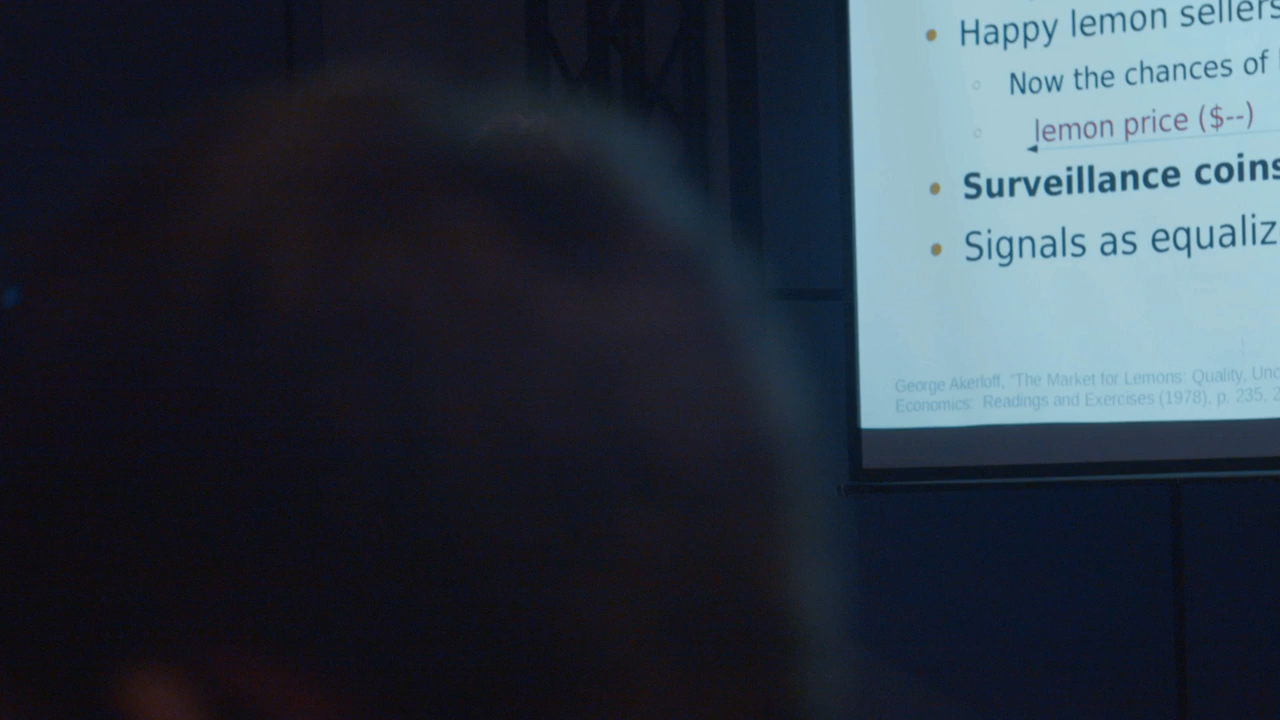 Happy lemon sellers
Now the chances of
lemon price ($--)
Surveillance coins
Signals as equaliz
George Akerloff, "The Market for Lemons: Quality, Unc
Economics: Readings and Exercises (1978), p. 235, 2